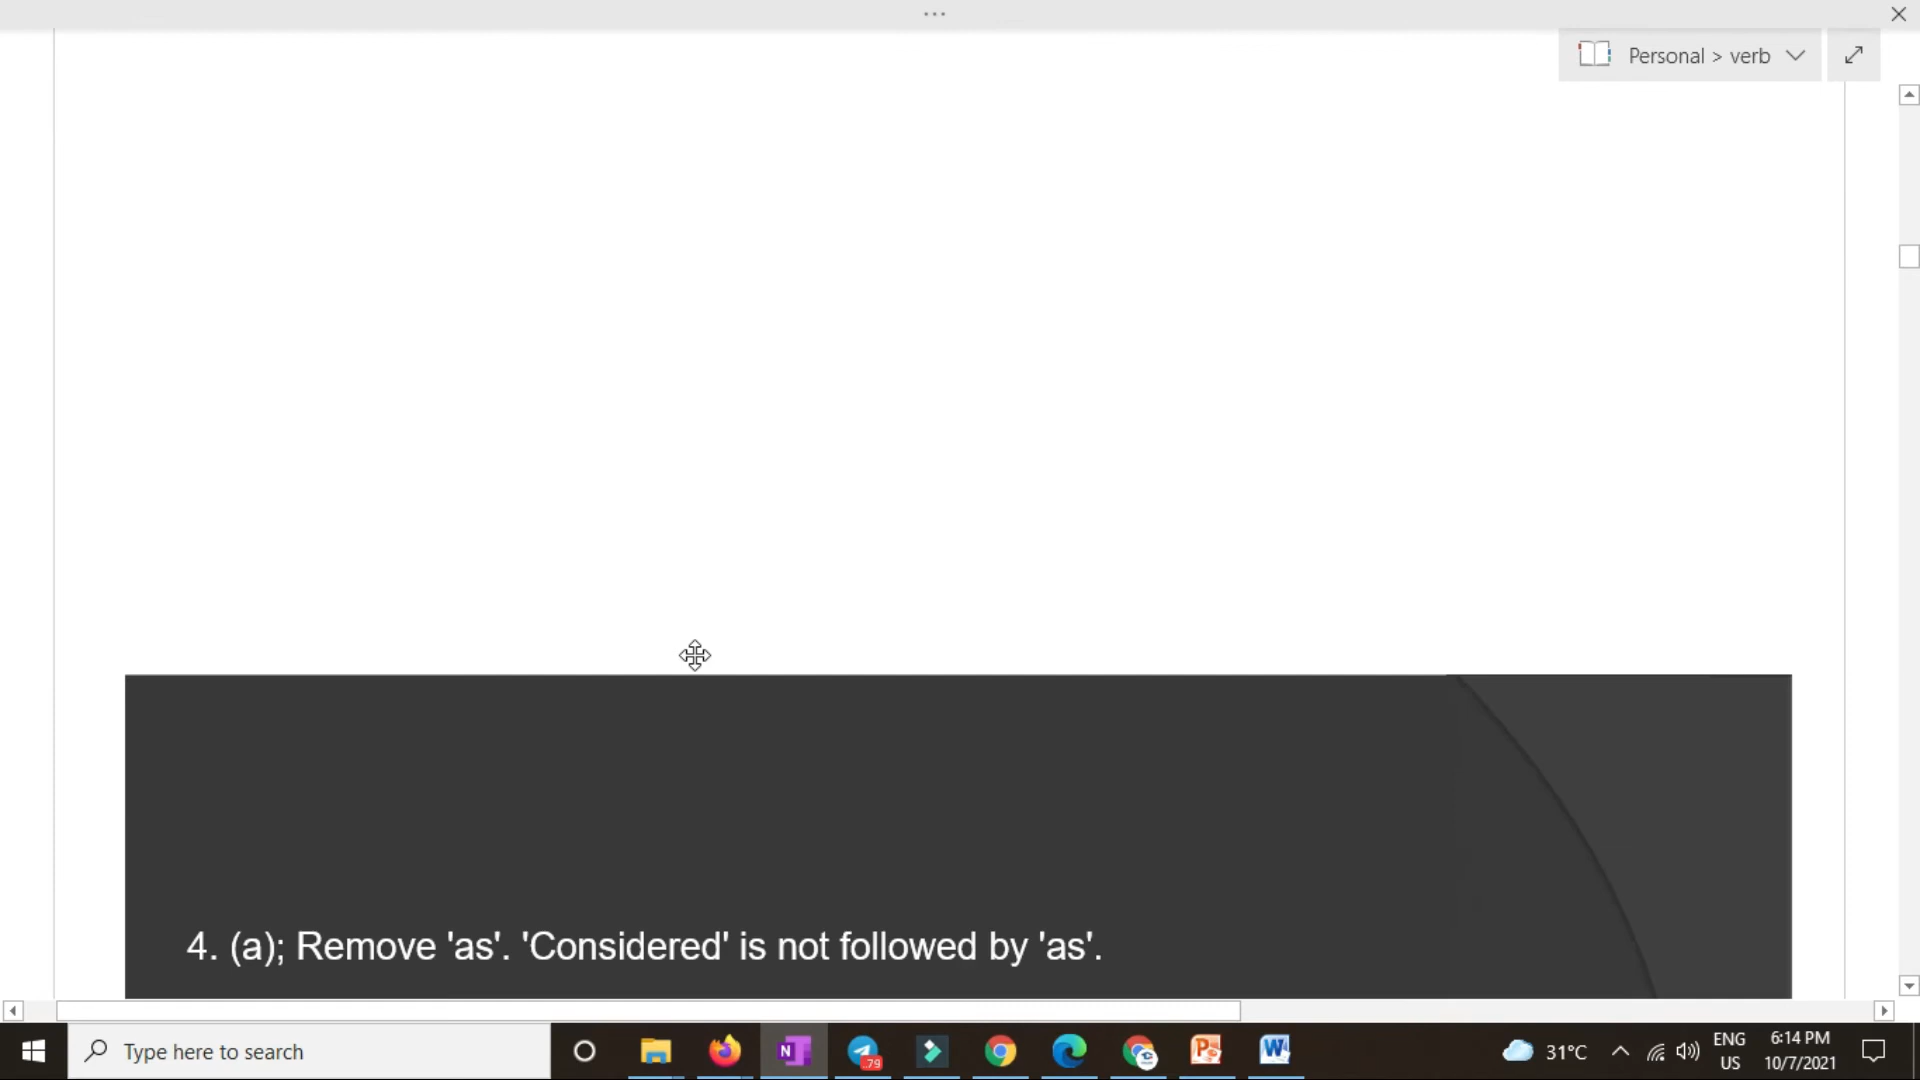 ...
Personal > verb
4. (a); Remove 'as'. 'Considered' is not followed by 'as'.
Type here to search
N
79
P
W
31°C
ENG
US
6:14 PM
10/7/2021